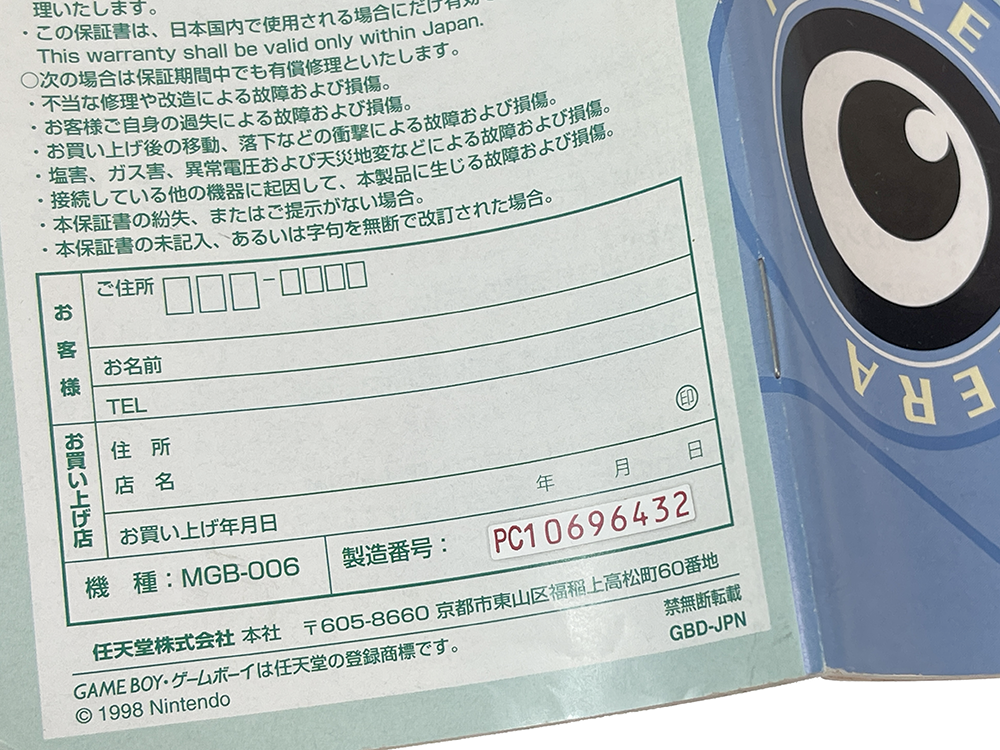 理いたします。
・この保証書は、日本国内で使用される場合にだけ有効
This warranty shall be valid only within Japan.
○次の場合は保証期間中でも有償修理といたします。
・不当な修理や改造による故障および損傷。
・お客様ご自身の過失による故障および損傷。
・お買い上げ後の移動、落下などの衝撃による故障および損傷。
・塩害、ガス害、異常電圧および天災地変などによる故障および損傷。
・接続している他の機器に起因して、本製品に生じる故障および損傷。
・本保証書の紛失、またはご提示がない場合。
・本保証書の未記入、あるいは字句を無断で改訂された場合。
お客様
ご住所 □□□-□□□□
お名前
TEL
お買い上げ店
住 所
店 名
印
お買い上げ年月日 年 月 日
機 種：MGB-006
製造番号： PC10696432
任天堂株式会社 本社 〒605-8660 京都市東山区福稲上高松町60番地
禁無断転載
GAME BOY・ゲームボーイは任天堂の登録商標です。
GBD-JPN
© 1998 Nintendo
KE
ERA